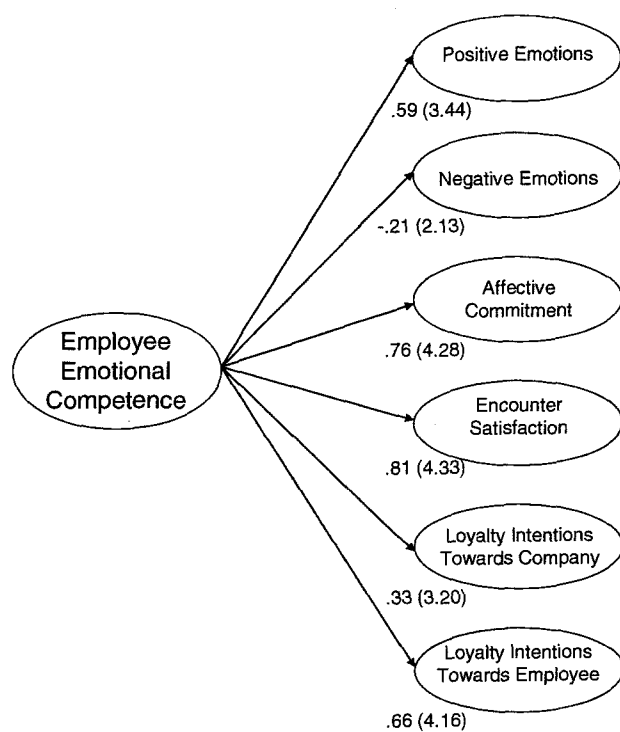 Positive Emotions
.59 (3.44)
Negative Emotions
-.21 (2.13)
Affective
Commitment
.76 (4.28)
Employee
Emotional
Competence
Encounter
Satisfaction
.81 (4.33)
Loyalty Intentions
Towards Company
.33 (3.20)
Loyalty Intentions
Towards Employee
.66 (4.16)